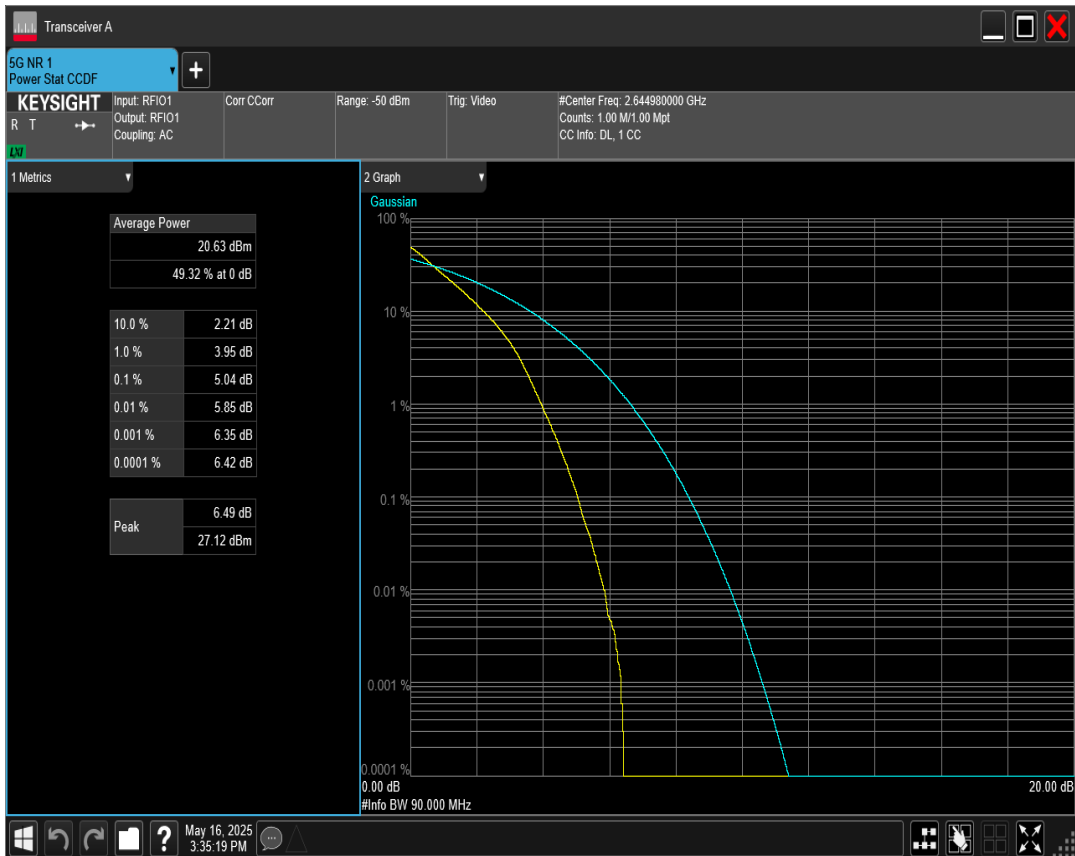 Transceiver A
5G NR 1
Power Stat CCDF
KEYSIGHT
R T
LXI
Input: RFIO1
Output: RFIO1
Coupling: AC
Corr CCorr
Range: -50 dBm
Trig: Video
#Center Freq: 2.644980000 GHz
Counts: 1.00 M/1.00 Mpt
CC Info: DL, 1 CC
1 Metrics
Average Power
20.63 dBm
49.32 % at 0 dB
10.0 % 2.21 dB
1.0 % 3.95 dB
0.1 % 5.04 dB
0.01 % 5.85 dB
0.001 % 6.35 dB
0.0001 % 6.42 dB
Peak 6.49 dB
27.12 dBm
2 Graph
Gaussian
100 %
10 %
1 %
0.1 %
0.01 %
0.001 %
0.0001 %
0.00 dB 20.00 dB
#Info BW 90.000 MHz
?
May 16, 2025
3:35:19 PM